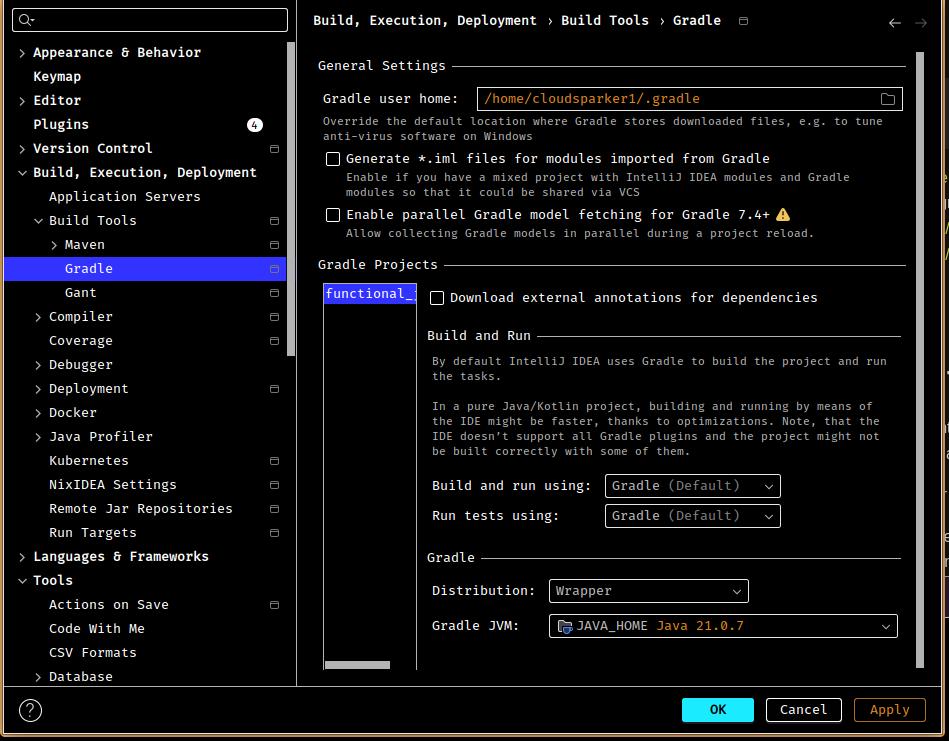 Appearance & Behavior
Keymap
Editor
Plugins 4
Version Control
Build, Execution, Deployment
Application Servers
Build Tools
Maven
Gradle
Gant
Compiler
Coverage
Debugger
Deployment
Docker
Java Profiler
Kubernetes
NixIDEA Settings
Remote Jar Repositories
Run Targets
Languages & Frameworks
Tools
Actions on Save
Code With Me
CSV Formats
Database
?
Build, Execution, Deployment › Build Tools › Gradle
General Settings
Gradle user home: /home/cloudsparker1/.gradle
Override the default location where Gradle stores downloaded files, e.g. to tune
anti-virus software on Windows
Generate *.iml files for modules imported from Gradle
Enable if you have a mixed project with IntelliJ IDEA modules and Gradle
modules so that it could be shared via VCS
Enable parallel Gradle model fetching for Gradle 7.4+
Allow collecting Gradle models in parallel during a project reload.
Gradle Projects
functional_
Download external annotations for dependencies
Build and Run
By default IntelliJ IDEA uses Gradle to build the project and run
the tasks.
In a pure Java/Kotlin project, building and running by means of
the IDE might be faster, thanks to optimizations. Note, that the
IDE doesn't support all Gradle plugins and the project might not
be built correctly with some of them.
Build and run using: Gradle (Default)
Run tests using: Gradle (Default)
Gradle
Distribution: Wrapper
Gradle JVM: JAVA_HOME Java 21.0.7
OK Cancel Apply